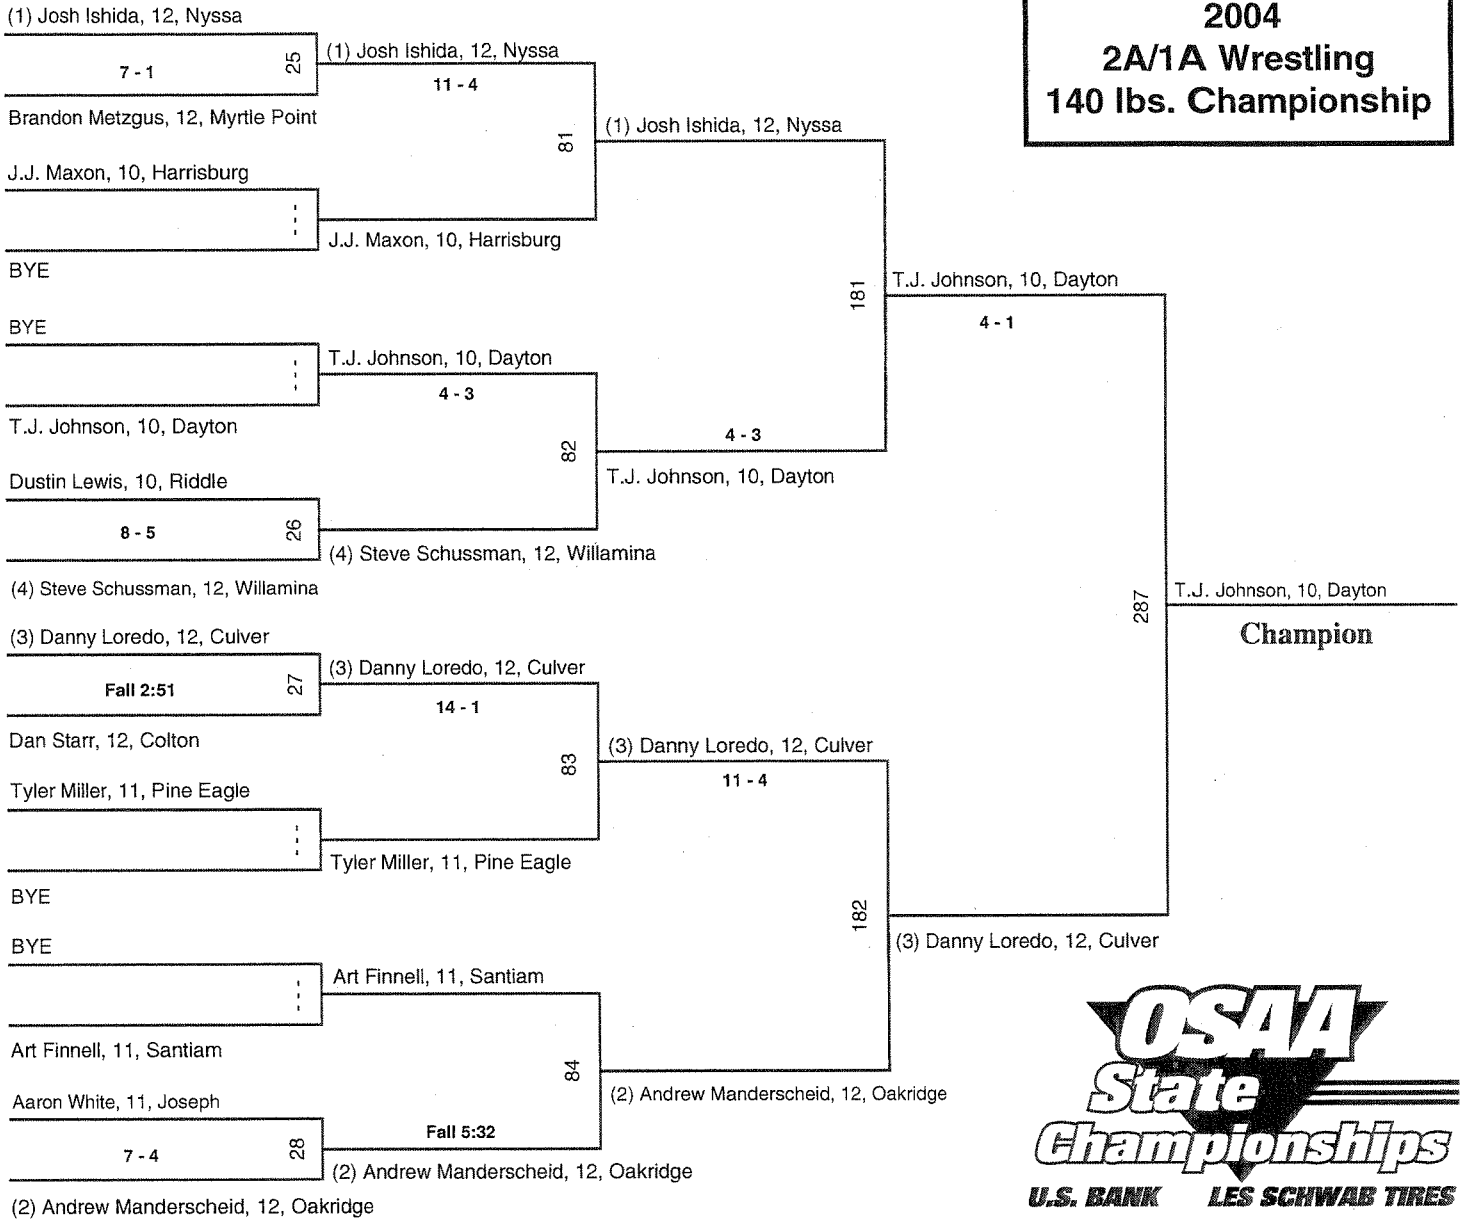 2004
2A/1A Wrestling
140 lbs. Championship
(1) Josh Ishida, 12, Nyssa
7 - 1
25
Brandon Metzgus, 12, Myrtle Point
J.J. Maxon, 10, Harrisburg
BYE
BYE
T.J. Johnson, 10, Dayton
Dustin Lewis, 10, Riddle
8 - 5
26
(4) Steve Schussman, 12, Willamina
(3) Danny Loredo, 12, Culver
Fall 2:51
27
Dan Starr, 12, Colton
Tyler Miller, 11, Pine Eagle
BYE
BYE
Art Finnell, 11, Santiam
Aaron White, 11, Joseph
7 - 4
28
(2) Andrew Manderscheid, 12, Oakridge
(1) Josh Ishida, 12, Nyssa
11 - 4
81
J.J. Maxon, 10, Harrisburg
T.J. Johnson, 10, Dayton
4 - 3
82
(4) Steve Schussman, 12, Willamina
(3) Danny Loredo, 12, Culver
14 - 1
83
Tyler Miller, 11, Pine Eagle
Art Finnell, 11, Santiam
84
Fall 5:32
(2) Andrew Manderscheid, 12, Oakridge
(1) Josh Ishida, 12, Nyssa
181
4 - 3
T.J. Johnson, 10, Dayton
(3) Danny Loredo, 12, Culver
11 - 4
182
(2) Andrew Manderscheid, 12, Oakridge
T.J. Johnson, 10, Dayton
4 - 1
287
(3) Danny Loredo, 12, Culver
T.J. Johnson, 10, Dayton
Champion
OSAA
State
Championships
U.S. BANK LES SCHWAB TIRES